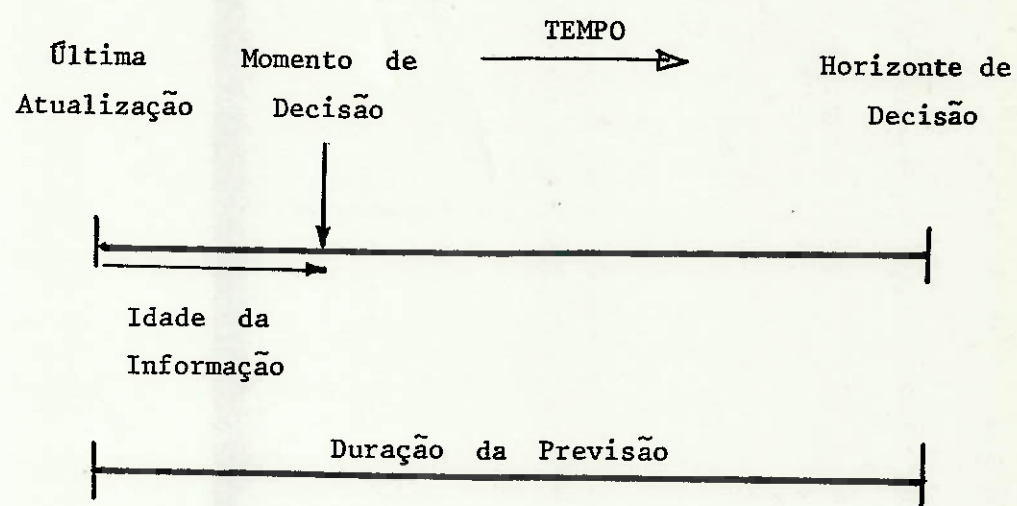 Última
Atualização
Momento de
Decisão
TEMPO
Horizonte de
Decisão
Idade da
Informação
Duração da Previsão